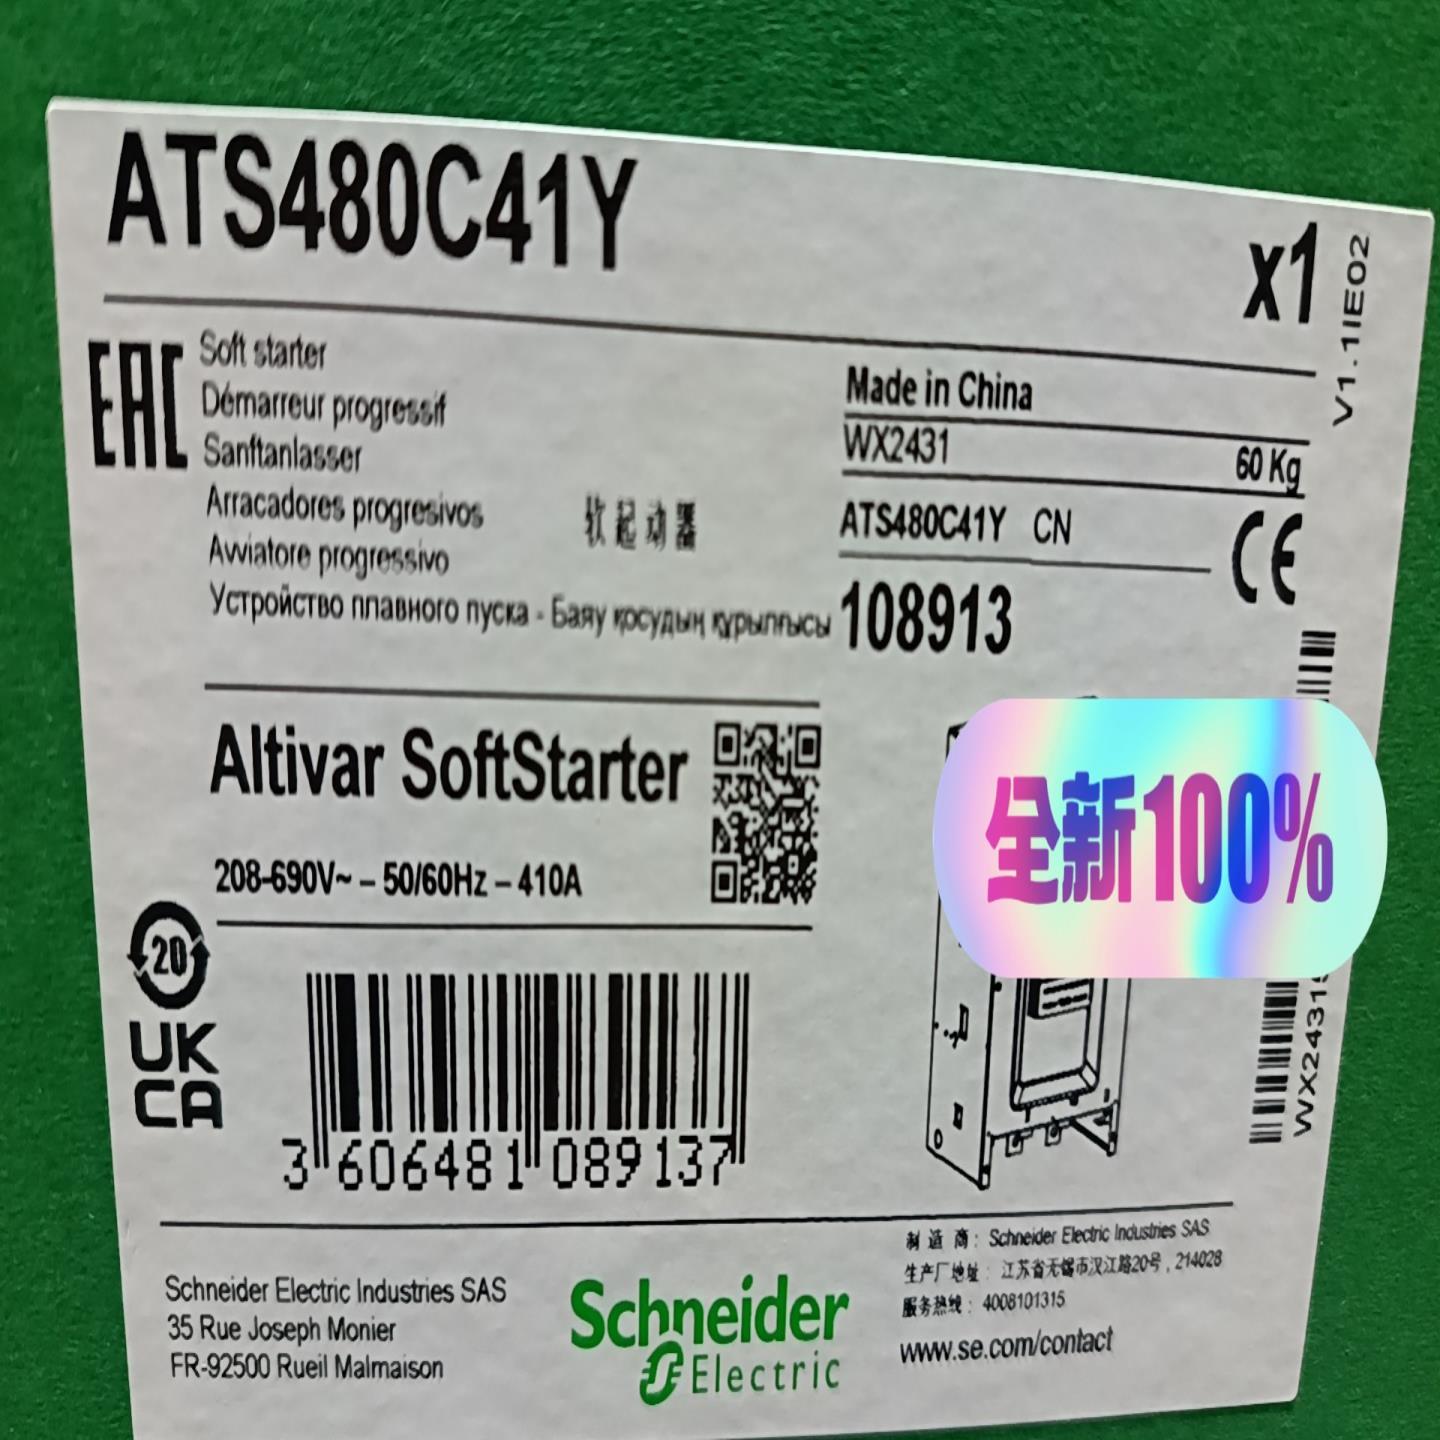 ATS480C41Y
x1
V1.1IE02
EAC
Soft starter
Démarreur progressif
Sanftanlasser
Arracadores progresivos
软起动器
Avviatore progressivo
Устройство плавного пуска - Баяу қосудың құрылғысы
Made in China
WX2431
60 Kg
ATS480C41Y CN
CE
108913
Altivar SoftStarter
208-690V~ – 50/60Hz – 410A
全新100%
20
UK
CA
3 606481 089137
Schneider Electric Industries SAS
35 Rue Joseph Monier
FR-92500 Rueil Malmaison
Schneider
Electric
制造商: Schneider Electric Industries SAS
生产厂地址: 江苏省无锡市汉江路20号, 214028
服务热线: 4008101315
www.se.com/contact